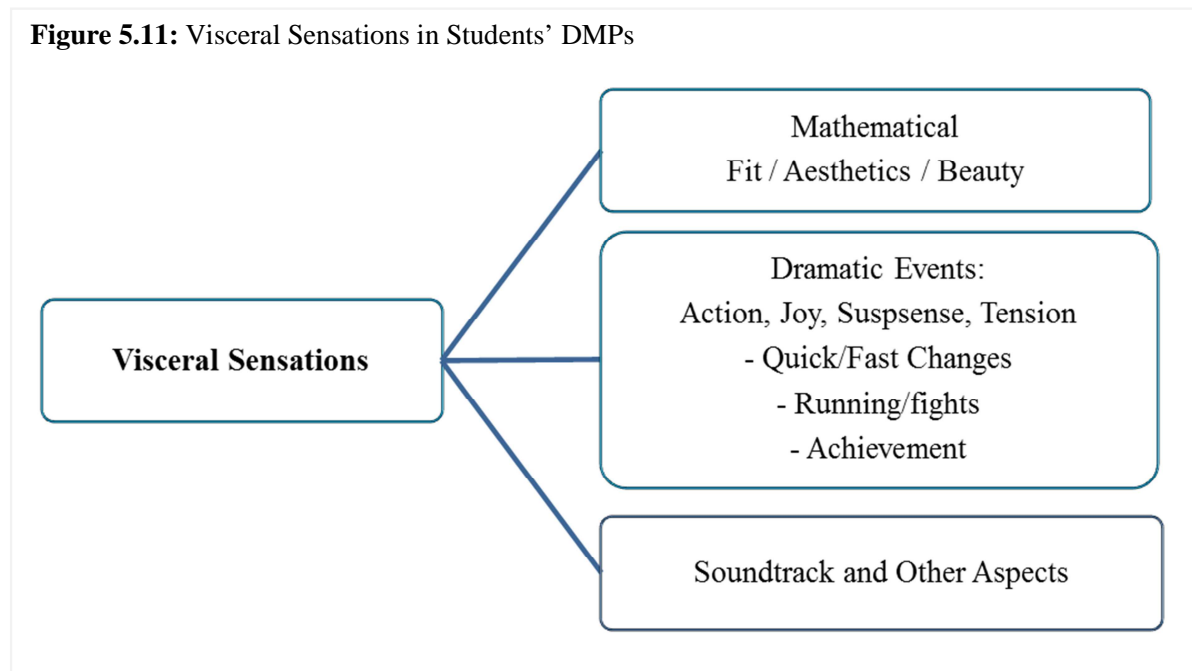 Figure 5.11: Visceral Sensations in Students’ DMPs
Mathematical
Fit / Aesthetics / Beauty
Visceral Sensations
Dramatic Events:
Action, Joy, Suspsense, Tension
- Quick/Fast Changes
- Running/fights
- Achievement
Soundtrack and Other Aspects